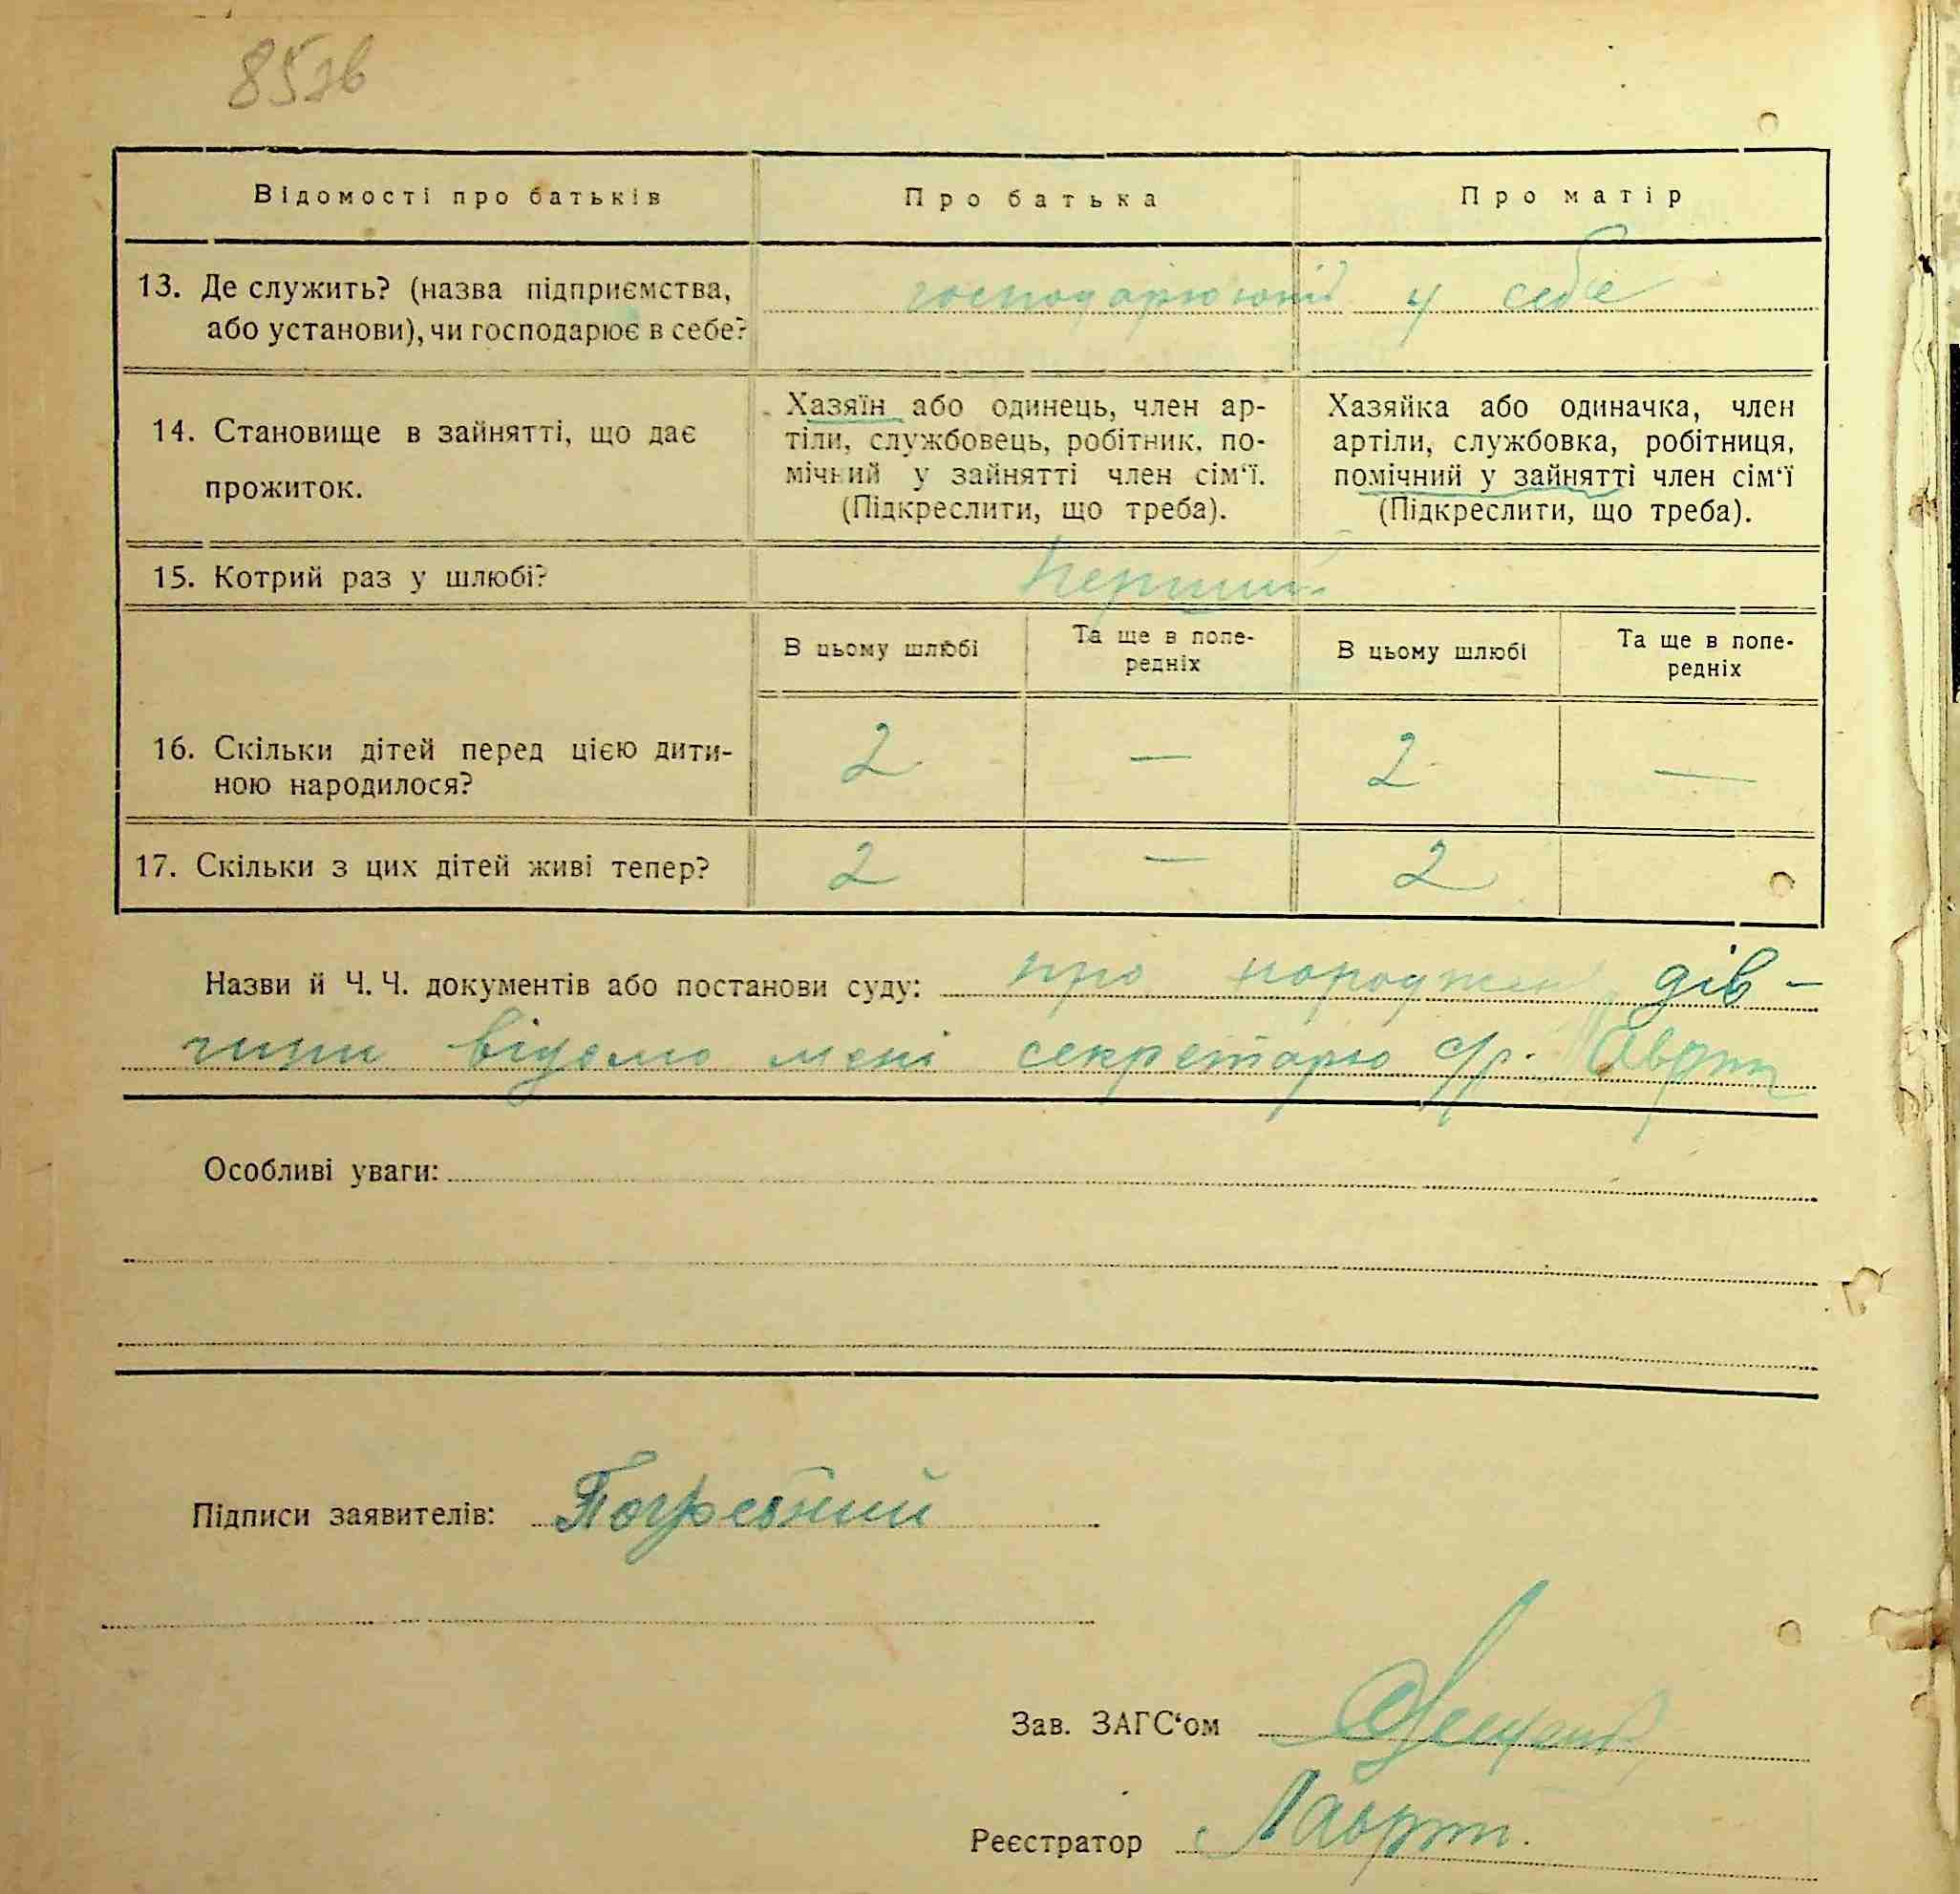 85зв
Відомості про батьків
Про батька
Про матір
13. Де служить? (назва підприємства,
або установи), чи господарює в себе?
у себе
14. Становище в зайнятті, що дає
прожиток.
Хазяїн або одинець, член ар-
тіли, службовець, робітник, по-
мічний у зайнятті член сім‘ї.
(Підкреслити, що треба).
Хазяйка або одиначка, член
артіли, службовка, робітниця,
помічний у зайнятті член сім‘ї
(Підкреслити, що треба).
15. Котрий раз у шлюбі?
перший
В цьому шлюбі
Та ще в попе-
редніх
В цьому шлюбі
Та ще в попе-
редніх
16. Скільки дітей перед цією дити-
ною народилося?
2 — 2 —
17. Скільки з цих дітей живі тепер?
2 — 2
Назви й Ч. Ч. документів або постанови суду: про народжен дів-
чини відомо мені секретарю с/р.
Особливі уваги:
Підписи заявителів: Погребний
Зав. ЗАГС‘ом
Реєстратор